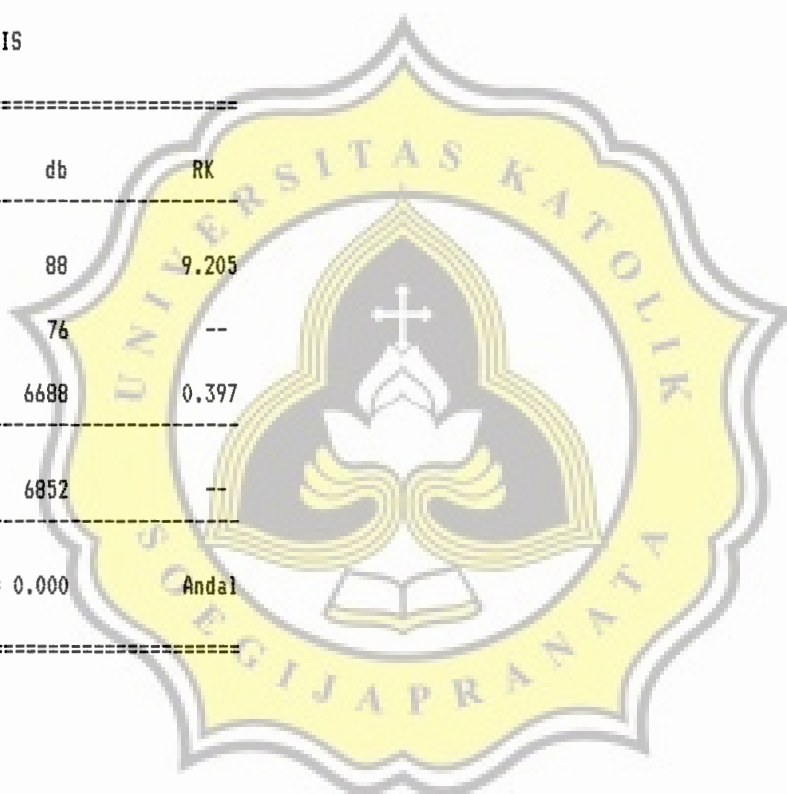 IS
db RK
88 9.205
76 --
6688 0.397
6852 --
= 0.000 Andal
UNIVERSITAS KATOLIK
SOEGIJAPRANATA